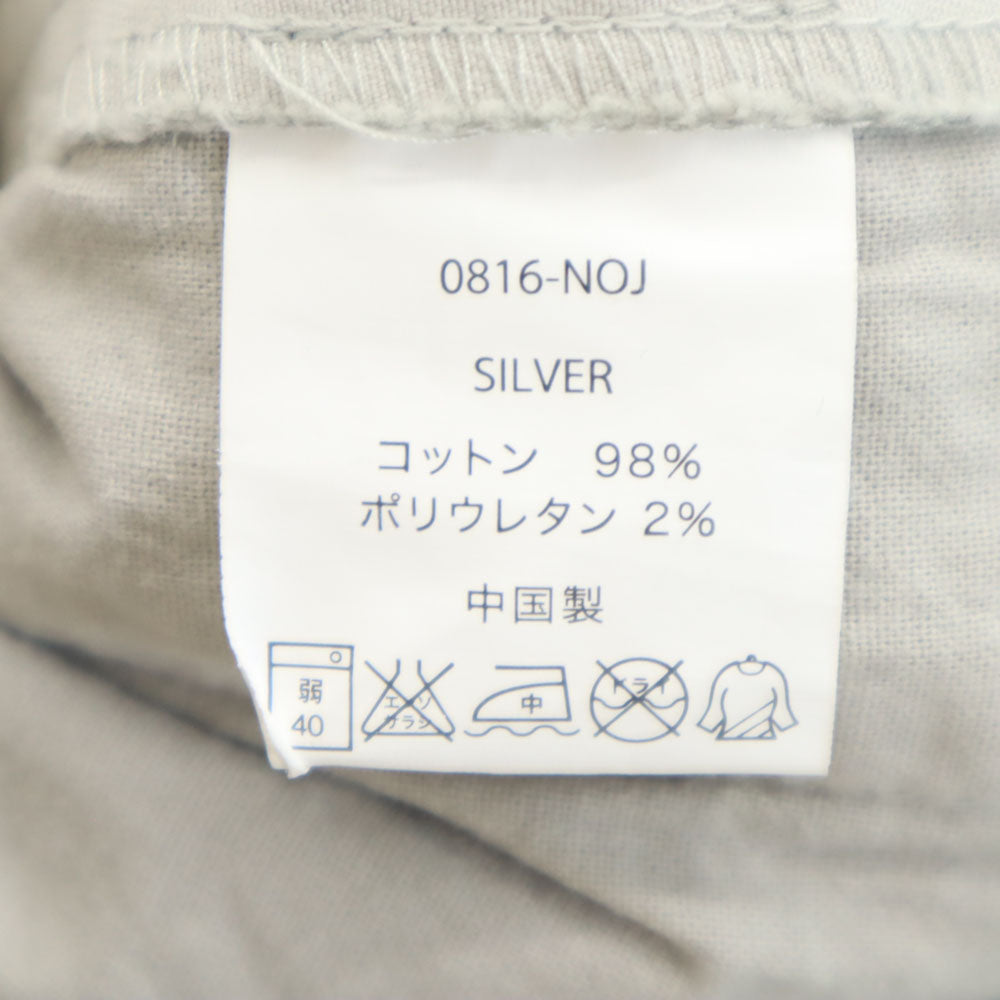 0816-NOJ
SILVER
コットン 98%
ポリウレタン 2%
中国製
弱
40
エンソ
サラシ
中
ドライ